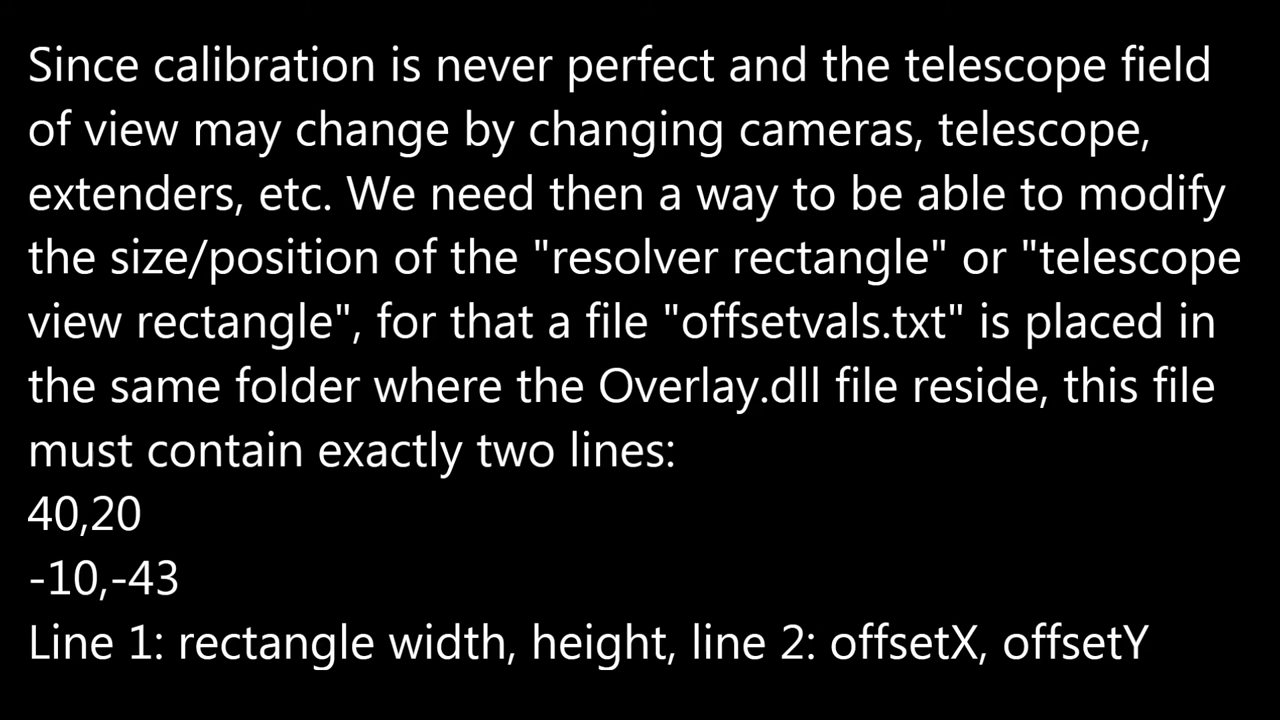 Since calibration is never perfect and the telescope field
of view may change by changing cameras, telescope,
extenders, etc. We need then a way to be able to modify
the size/position of the "resolver rectangle" or "telescope
view rectangle", for that a file "offsetvals.txt" is placed in
the same folder where the Overlay.dll file reside, this file
must contain exactly two lines:
40,20
-10,-43
Line 1: rectangle width, height, line 2: offsetX, offsetY